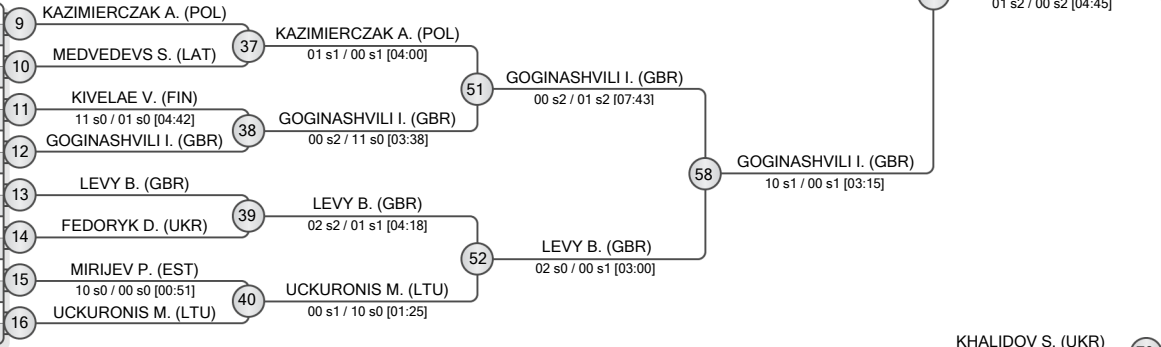 01 s2 / 00 s2 [04:45]
9 KAZIMIERCZAK A. (POL)
10 MEDVEDEVS S. (LAT)
37 KAZIMIERCZAK A. (POL)
01 s1 / 00 s1 [04:00]
11 KIVELAE V. (FIN)
11 s0 / 01 s0 [04:42]
12 GOGINASHVILI I. (GBR)
38 GOGINASHVILI I. (GBR)
00 s2 / 11 s0 [03:38]
51 GOGINASHVILI I. (GBR)
00 s2 / 01 s2 [07:43]
13 LEVY B. (GBR)
14 FEDORYK D. (UKR)
39 LEVY B. (GBR)
02 s2 / 01 s1 [04:18]
15 MIRIJEV P. (EST)
10 s0 / 00 s0 [00:51]
16 UCKURONIS M. (LTU)
40 UCKURONIS M. (LTU)
00 s1 / 10 s0 [01:25]
52 LEVY B. (GBR)
02 s0 / 00 s1 [03:00]
58 GOGINASHVILI I. (GBR)
10 s1 / 00 s1 [03:15]
KHALIDOV S. (UKR)